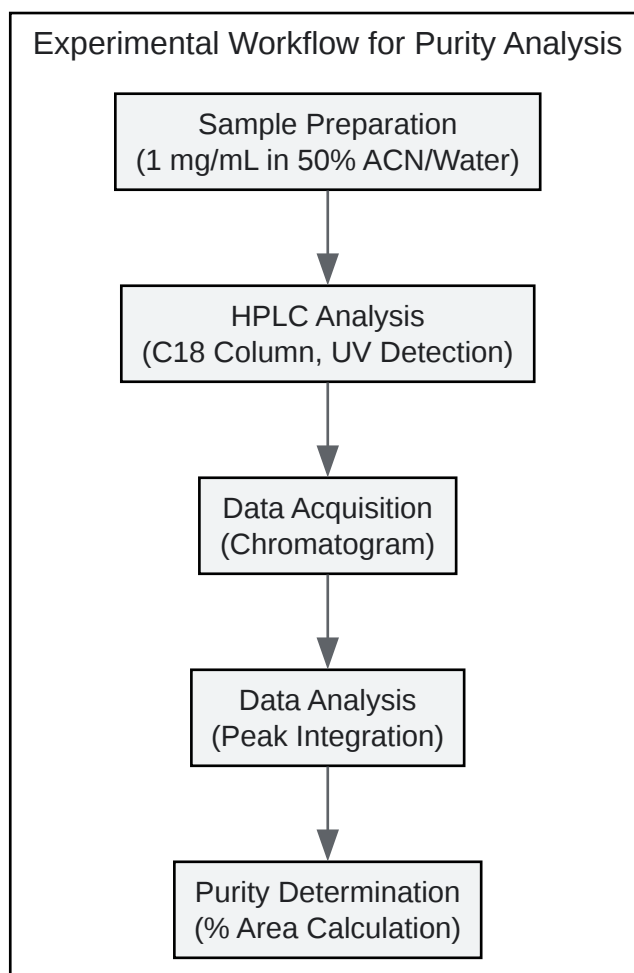 Experimental Workflow for Purity Analysis
Sample Preparation
(1 mg/mL in 50% ACN/Water)
HPLC Analysis
(C18 Column, UV Detection)
Data Acquisition
(Chromatogram)
Data Analysis
(Peak Integration)
Purity Determination
(% Area Calculation)